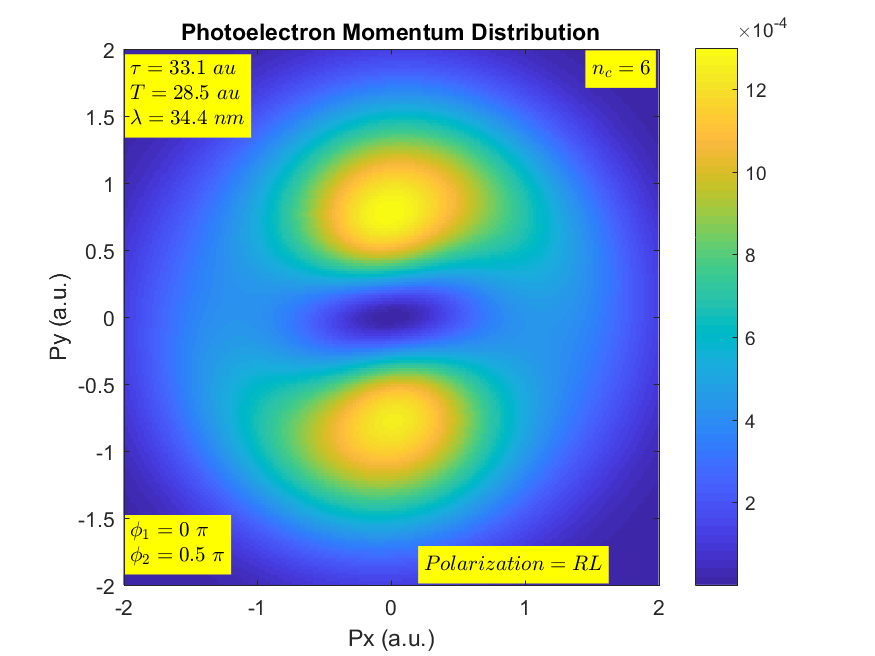 Photoelectron Momentum Distribution
×10⁻⁴
τ = 33.1 au
T = 28.5 au
λ = 34.4 nm
n_c = 6
ϕ₁ = 0 π
ϕ₂ = 0.5 π
Polarization = RL
2
1.5
1
0.5
0
-0.5
-1
-1.5
-2
Py (a.u.)
-2
-1
0
1
2
Px (a.u.)
12
10
8
6
4
2